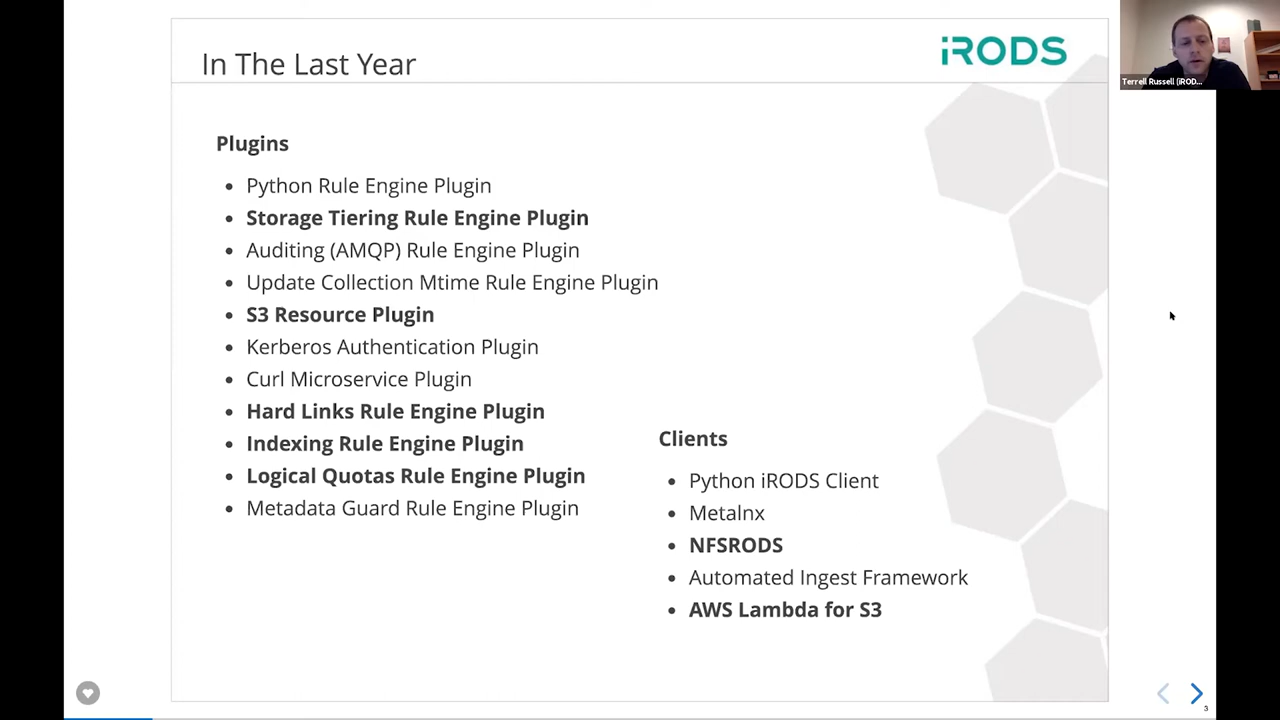 In The Last Year
iRODS
Terrell Russell (iROD...
Plugins
Python Rule Engine Plugin
Storage Tiering Rule Engine Plugin
Auditing (AMQP) Rule Engine Plugin
Update Collection Mtime Rule Engine Plugin
S3 Resource Plugin
Kerberos Authentication Plugin
Curl Microservice Plugin
Hard Links Rule Engine Plugin
Indexing Rule Engine Plugin
Logical Quotas Rule Engine Plugin
Metadata Guard Rule Engine Plugin
Clients
Python iRODS Client
Metalnx
NFSRODS
Automated Ingest Framework
AWS Lambda for S3
3